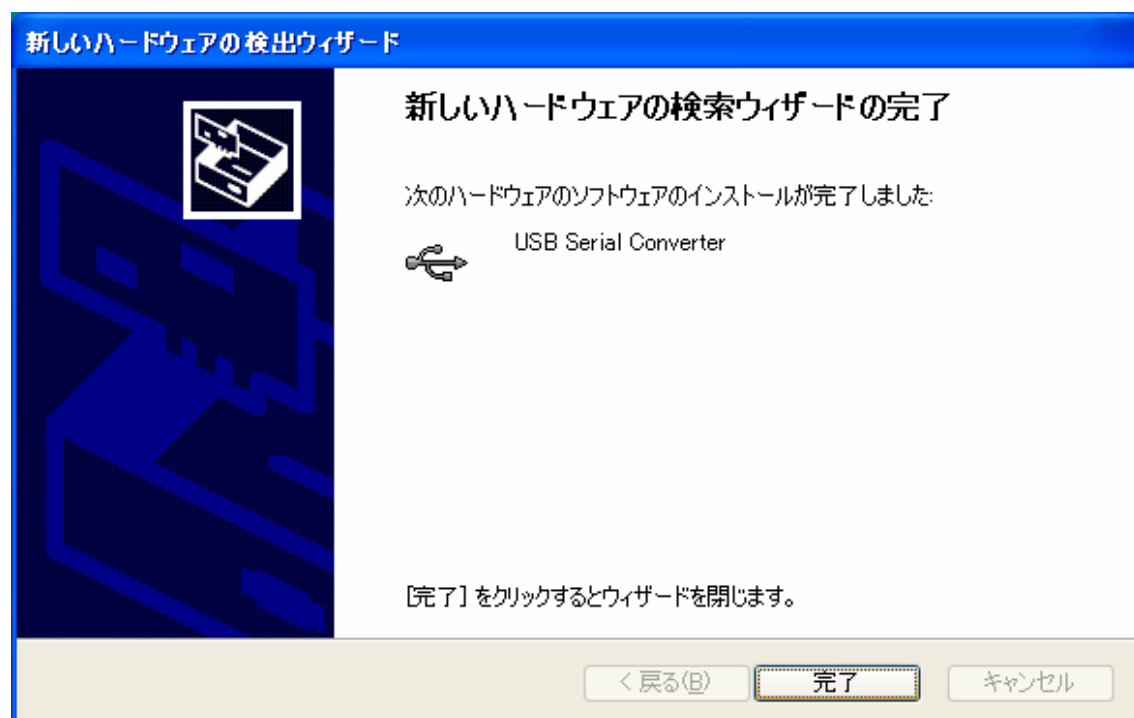 新しいハードウェアの検出ウィザード
新しいハードウェアの検索ウィザードの完了
次のハードウェアのソフトウェアのインストールが完了しました:
USB Serial Converter
[完了] をクリックするとウィザードを閉じます。
< 戻る(B)
完了
キャンセル